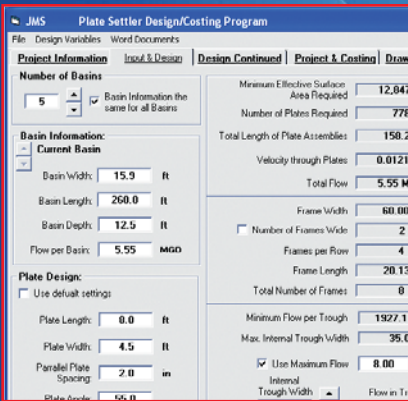 JMS Plate Settler Design/Costing Program
File Design Variables Word Documents
Project Information Input & Design Design Continued Project & Costing
Number of Basins
5
Basin Information the
same for all Basins
Basin Information:
Current Basin
Basin Width: 15.9 ft
Basin Length: 260.0 ft
Basin Depth: 12.5 ft
Flow per Basin: 5.55 MGD
Plate Design:
Use defualt settings
Plate Length: 8.0 ft
Plate Width: 4.5 ft
Parrallel Plate
Spacing: 2.0 in
Plate Angle: 55.0
Minimum Effective Surface
Area Required
Number of Plates Required 778
Total Length of Plate Assemblies
Velocity through Plates 0.0121
Total Flow 5.55 M
Frame Width 60.00
Number of Frames Wide 2
Frames per Row 4
Frame Length 20.13
Total Number of Frames 8
Minimum Flow per Trough 1927.1
Max. Internal Trough Width 35.0
Use Maximum Flow 8.00
Internal
Trough Width